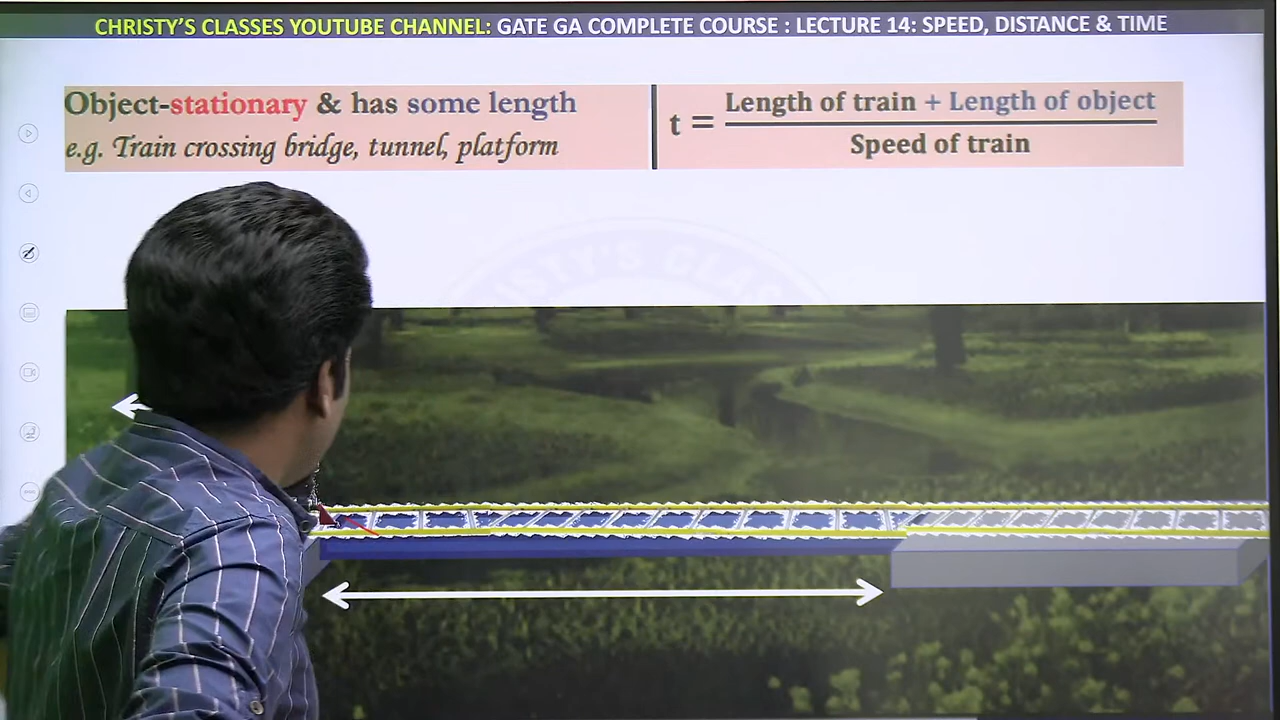 CHRISTY'S CLASSES YOUTUBE CHANNEL: GATE GA COMPLETE COURSE : LECTURE 14: SPEED, DISTANCE & TIME
Object-stationary & has some length
e.g. Train crossing bridge, tunnel, platform
t = Length of train + Length of object
Speed of train